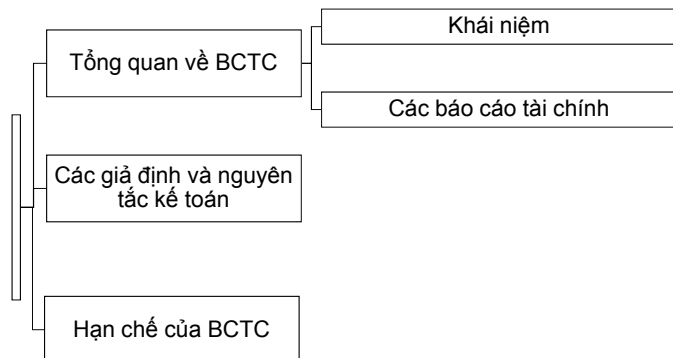 Khái niệm
Tổng quan về BCTC
Các báo cáo tài chính
Các giả định và nguyên
tắc kế toán
Hạn chế của BCTC